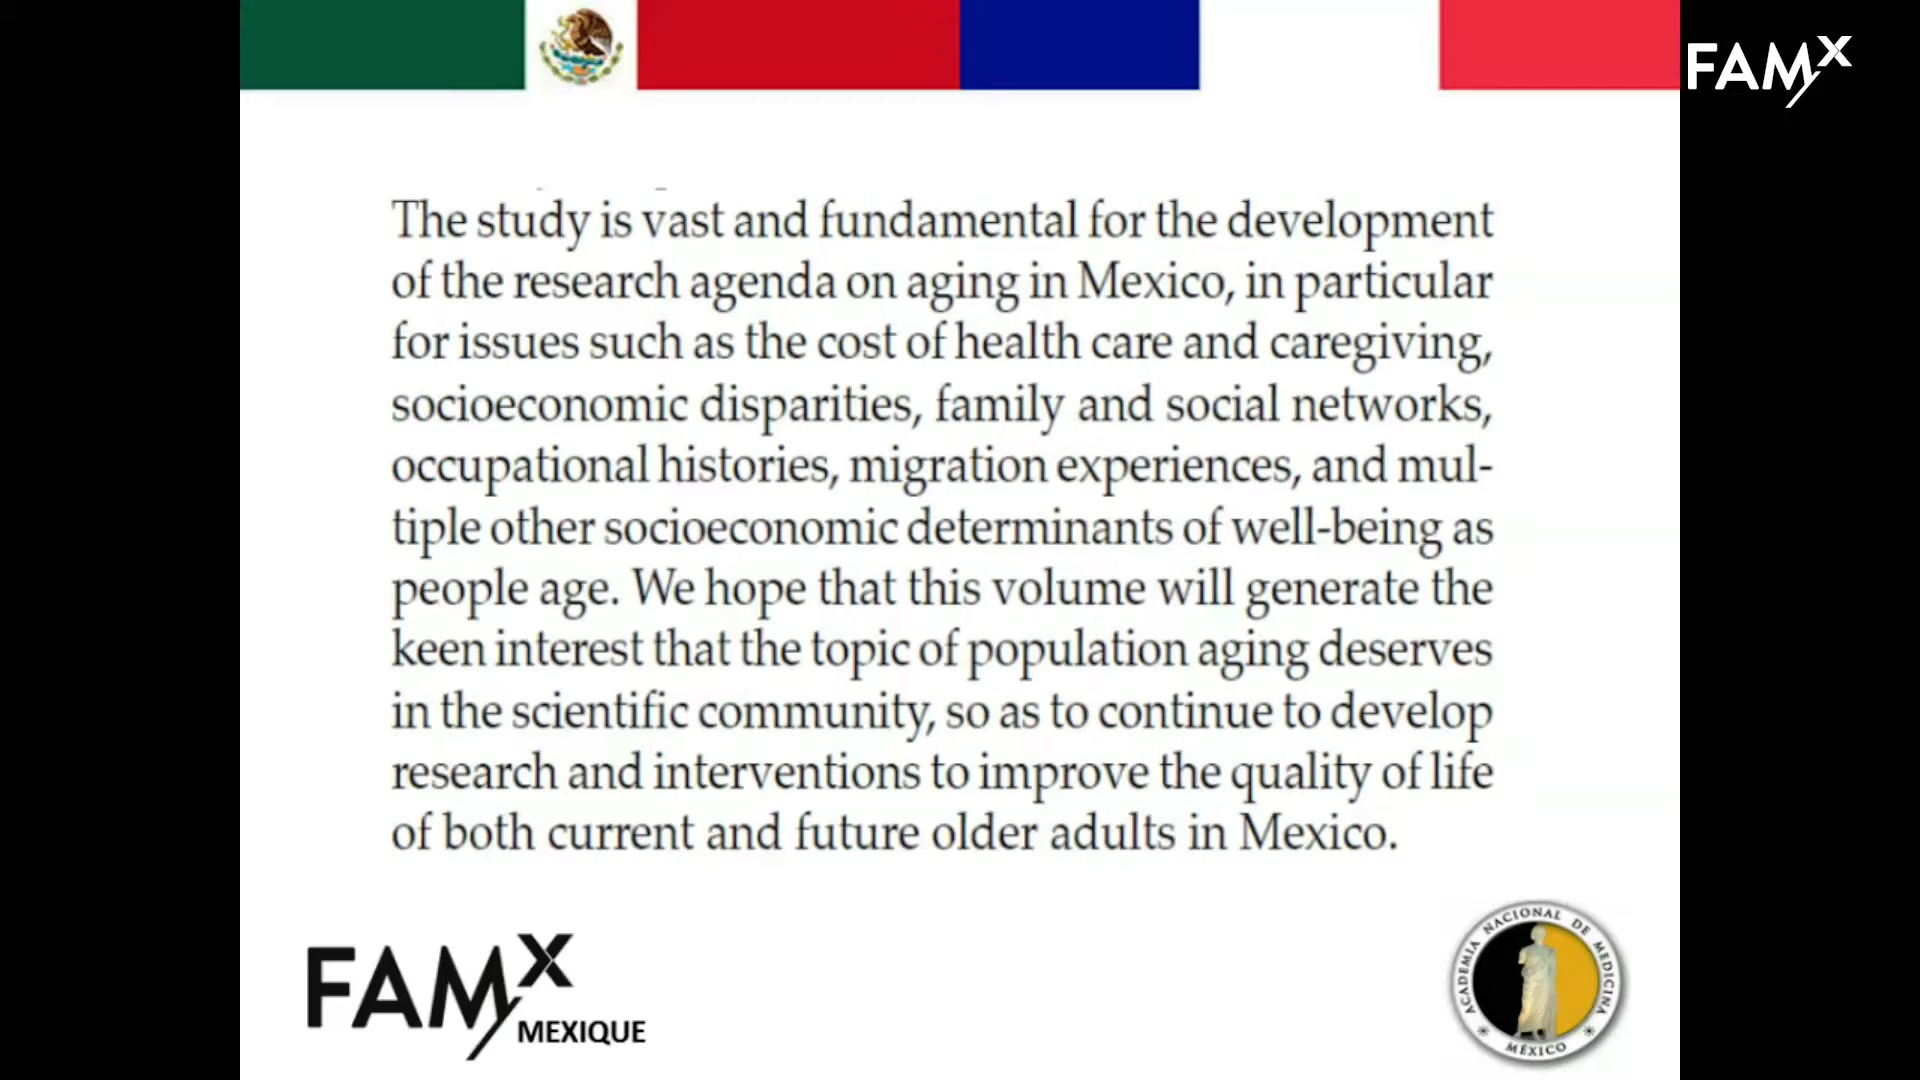 FAMX
The study is vast and fundamental for the development
of the research agenda on aging in Mexico, in particular
for issues such as the cost of health care and caregiving,
socioeconomic disparities, family and social networks,
occupational histories, migration experiences, and mul-
tiple other socioeconomic determinants of well-being as
people age. We hope that this volume will generate the
keen interest that the topic of population aging deserves
in the scientific community, so as to continue to develop
research and interventions to improve the quality of life
of both current and future older adults in Mexico.
FAMX
MEXIQUE
ACADEMIA NACIONAL DE MEDICINA
MÉXICO